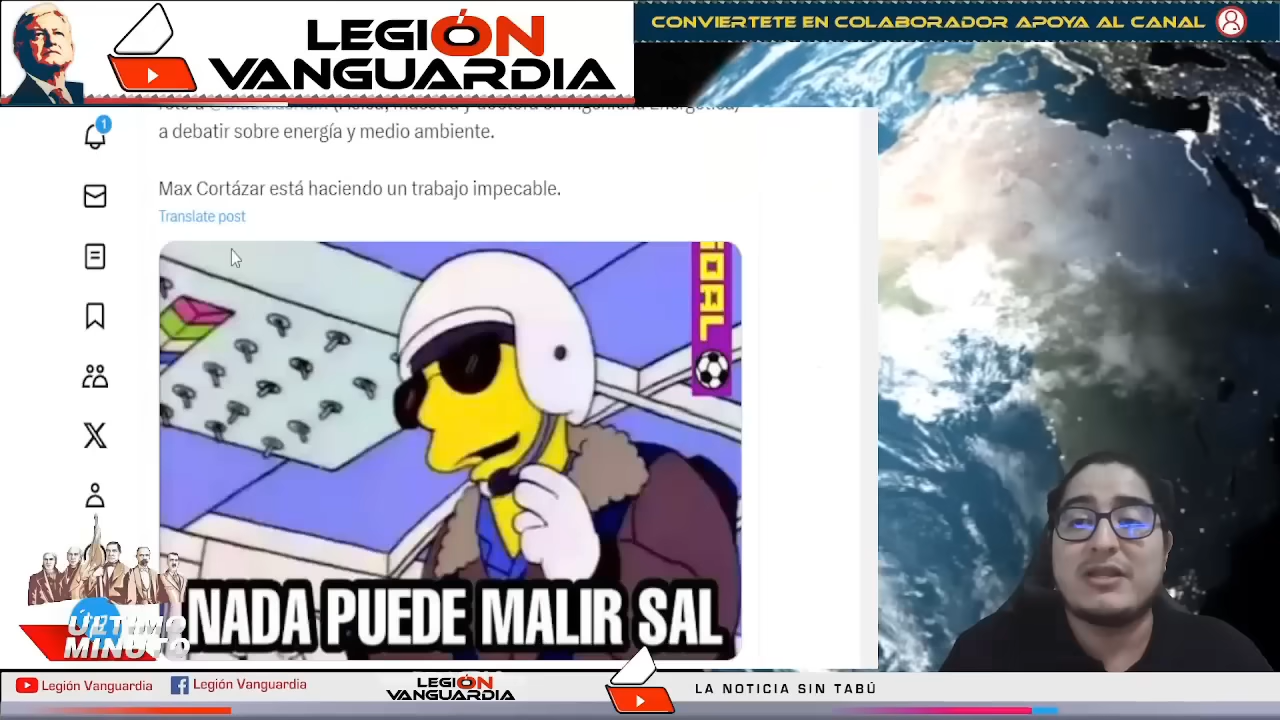 LEGIÓN
VANGUARDIA
CONVIERTETE EN COLABORADOR APOYA AL CANAL
a debatir sobre energía y medio ambiente.
Max Cortázar está haciendo un trabajo impecable.
Translate post
1
GOAL
NADA PUEDE MALIR SAL
ÚLTIMO
MINUTO
Legión Vanguardia
Legión Vanguardia
LEGIÓN
VANGUARDIA
LA NOTICIA SIN TABÚ